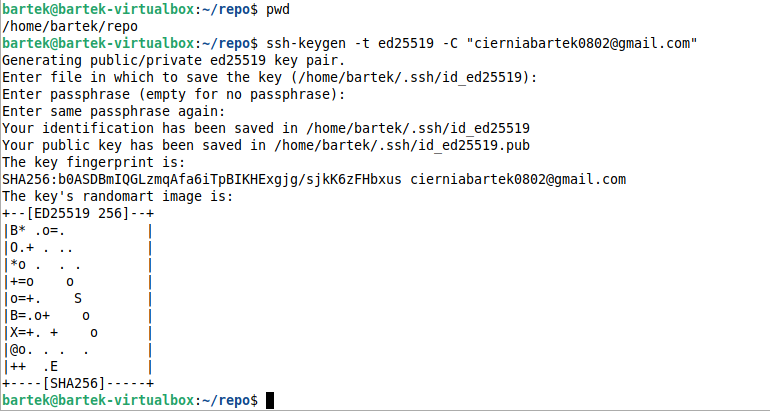 bartek@bartek-virtualbox:~/repo$ pwd
/home/bartek/repo
bartek@bartek-virtualbox:~/repo$ ssh-keygen -t ed25519 -C "cierniabartek0802@gmail.com"
Generating public/private ed25519 key pair.
Enter file in which to save the key (/home/bartek/.ssh/id_ed25519):
Enter passphrase (empty for no passphrase):
Enter same passphrase again:
Your identification has been saved in /home/bartek/.ssh/id_ed25519
Your public key has been saved in /home/bartek/.ssh/id_ed25519.pub
The key fingerprint is:
SHA256:b0ASDBmIQGLzmqAfa6iTpBIKHExgjg/sjkK6zFHbxus cierniabartek0802@gmail.com
The key's randomart image is:
+--[ED25519 256]--+
|B* .o=.          |
|O.+ . ..         |
|*o .  . .        |
|+=o    o         |
|o=+.    S        |
|B=.o+    o       |
|X=+. +    o      |
|@o. . .  .       |
|++  .E           |
+----[SHA256]-----+
bartek@bartek-virtualbox:~/repo$